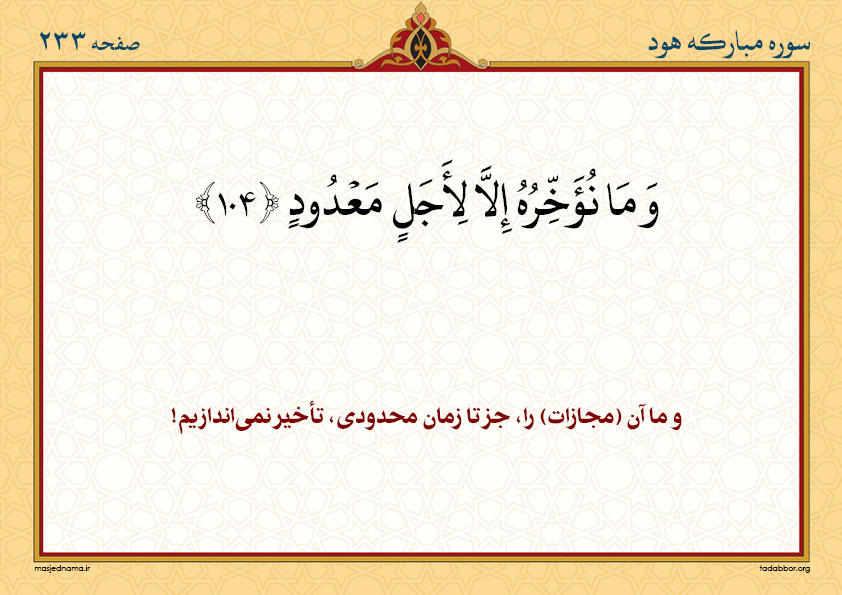 سوره مبارکه هود
صفحه ۲۳۳
وَ مَا نُؤَخِّرُهُ إِلاَّ لِأَجَلٍ مَعْدُودٍ ﴿۱۰۴﴾
و ما آن (مجازات) را، جز تا زمان محدودی، تأخیر نمی‌اندازیم!
masjednama.ir
tadabbor.org